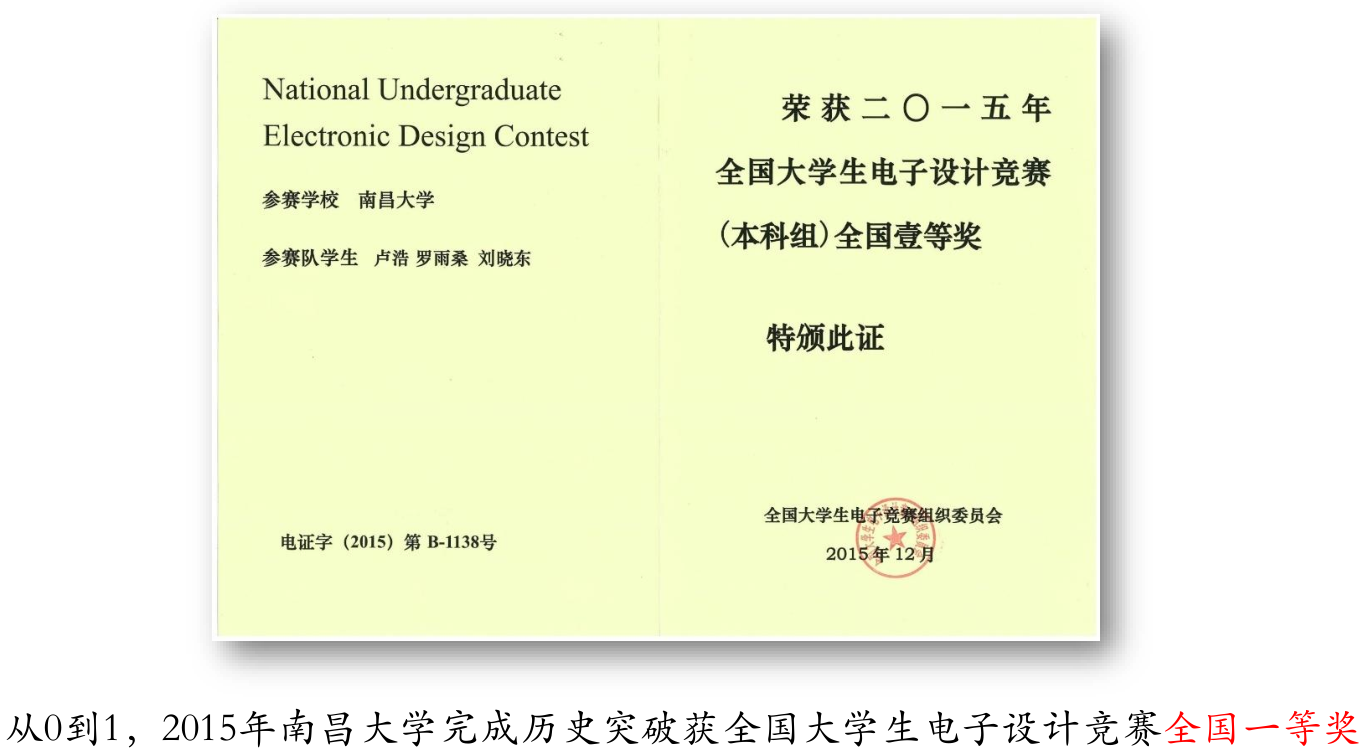 National Undergraduate
Electronic Design Contest
参赛学校 南昌大学
参赛队学生 卢浩 罗雨桑 刘晓东
电证字（2015）第 B-1138号
荣获二〇一五年
全国大学生电子设计竞赛
（本科组）全国壹等奖
特颁此证
全国大学生电子竞赛组织委员会
2015年12月
从0到1，2015年南昌大学完成历史突破获全国大学生电子设计竞赛全国一等奖